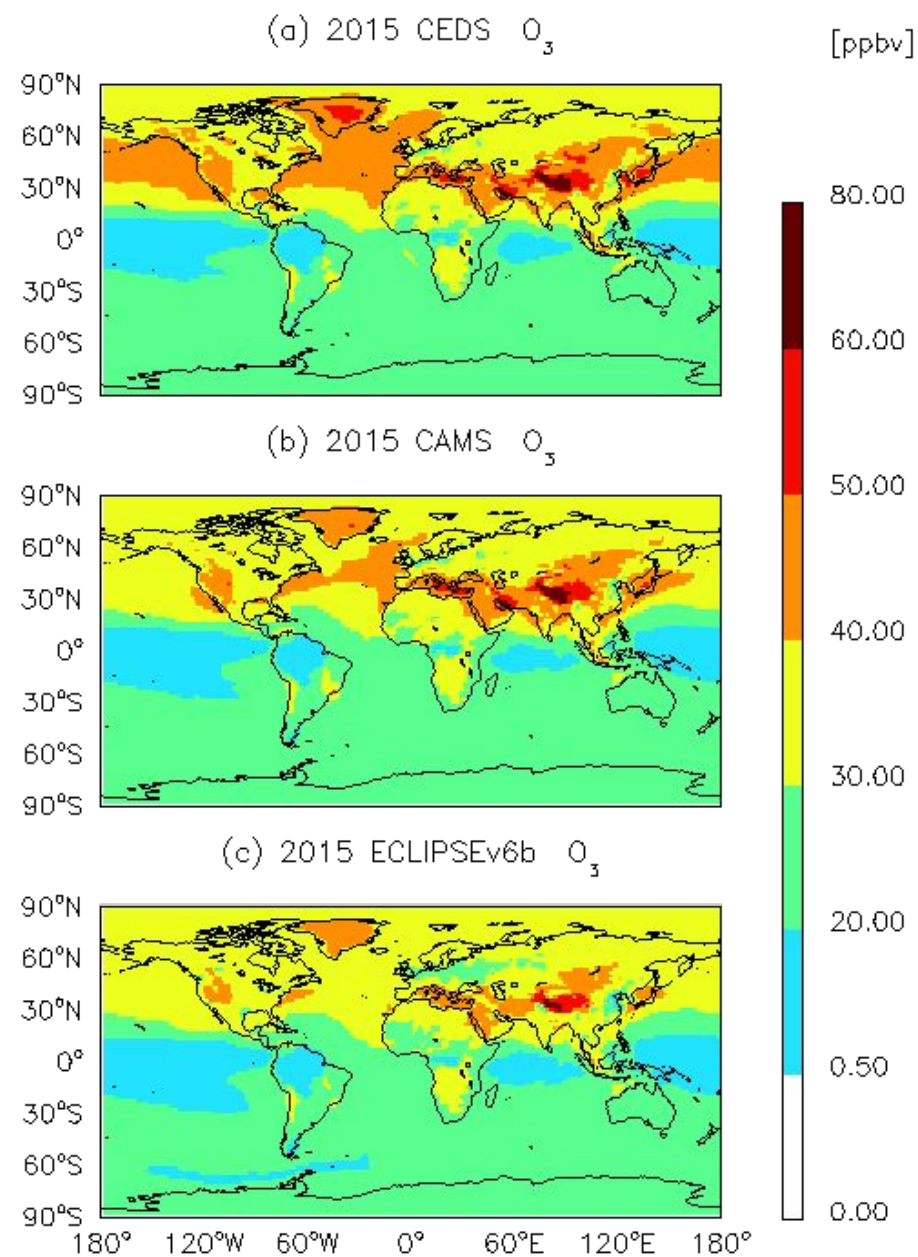 (a) 2015 CEDS O₃
[ppbv]
90°N
60°N
30°N
0°
30°S
60°S
90°S
(b) 2015 CAMS O₃
90°N
60°N
30°N
0°
30°S
60°S
90°S
(c) 2015 ECLIPSEv6b O₃
90°N
60°N
30°N
0°
30°S
60°S
90°S
180° 120°W 60°W 0° 60°E 120°E 180°
80.00
60.00
50.00
40.00
30.00
20.00
0.50
0.00